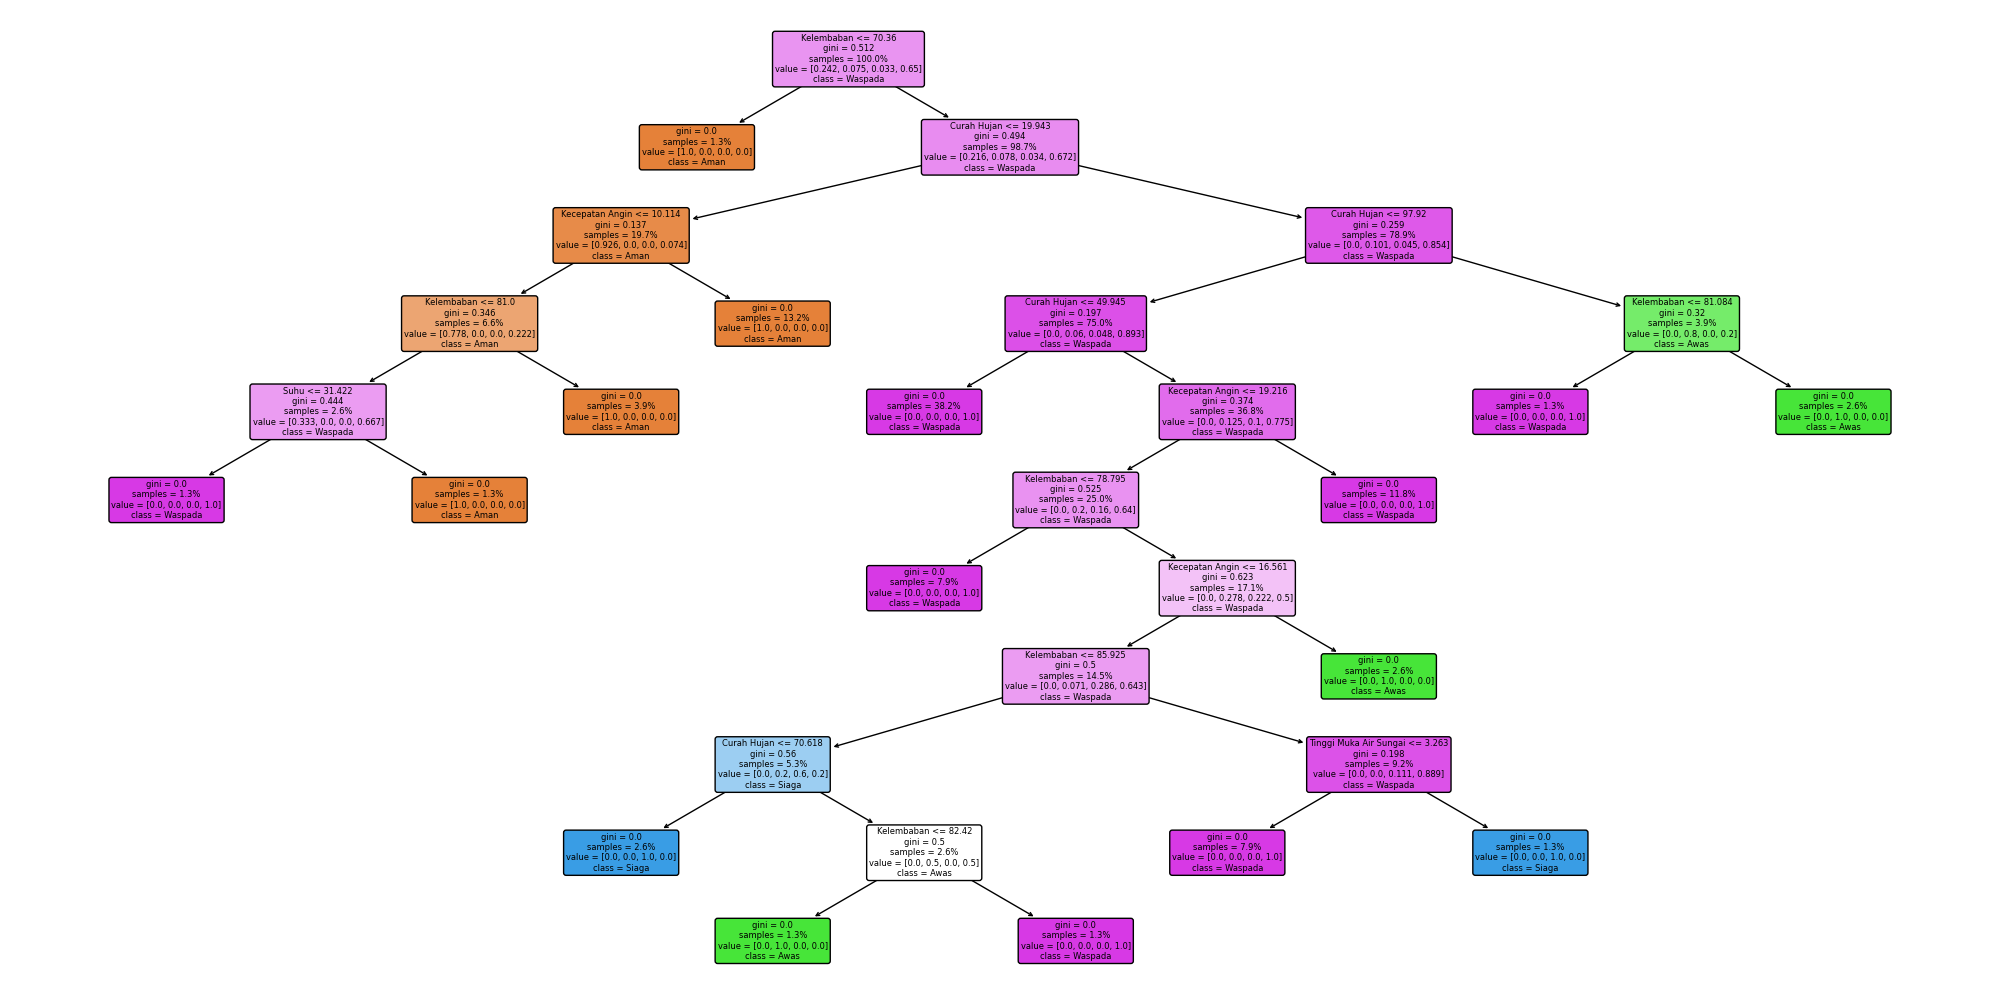 Kelembaban <= 70.36
gini = 0.512
samples = 100.0%
value = [0.242, 0.075, 0.033, 0.65]
class = Waspada
gini = 0.0
samples = 1.3%
value = [1.0, 0.0, 0.0, 0.0]
class = Aman
Curah Hujan <= 19.943
gini = 0.494
samples = 98.7%
value = [0.216, 0.078, 0.034, 0.672]
class = Waspada
Kecepatan Angin <= 10.114
gini = 0.137
samples = 19.7%
value = [0.926, 0.0, 0.0, 0.074]
class = Aman
Curah Hujan <= 97.92
gini = 0.259
samples = 78.9%
value = [0.0, 0.101, 0.045, 0.854]
class = Waspada
Kelembaban <= 81.0
gini = 0.346
samples = 6.6%
value = [0.778, 0.0, 0.0, 0.222]
class = Aman
gini = 0.0
samples = 13.2%
value = [1.0, 0.0, 0.0, 0.0]
class = Aman
Curah Hujan <= 49.945
gini = 0.197
samples = 75.0%
value = [0.0, 0.06, 0.048, 0.893]
class = Waspada
Kelembaban <= 81.084
gini = 0.32
samples = 3.9%
value = [0.0, 0.8, 0.0, 0.2]
class = Awas
Suhu <= 31.422
gini = 0.444
samples = 2.6%
value = [0.333, 0.0, 0.0, 0.667]
class = Waspada
gini = 0.0
samples = 3.9%
value = [1.0, 0.0, 0.0, 0.0]
class = Aman
gini = 0.0
samples = 38.2%
value = [0.0, 0.0, 0.0, 1.0]
class = Waspada
Kecepatan Angin <= 19.216
gini = 0.374
samples = 36.8%
value = [0.0, 0.125, 0.1, 0.775]
class = Waspada
gini = 0.0
samples = 1.3%
value = [0.0, 0.0, 0.0, 1.0]
class = Waspada
gini = 0.0
samples = 2.6%
value = [0.0, 1.0, 0.0, 0.0]
class = Awas
gini = 0.0
samples = 1.3%
value = [0.0, 0.0, 0.0, 1.0]
class = Waspada
gini = 0.0
samples = 1.3%
value = [1.0, 0.0, 0.0, 0.0]
class = Aman
Kelembaban <= 78.795
gini = 0.525
samples = 25.0%
value = [0.0, 0.2, 0.16, 0.64]
class = Waspada
gini = 0.0
samples = 11.8%
value = [0.0, 0.0, 0.0, 1.0]
class = Waspada
gini = 0.0
samples = 7.9%
value = [0.0, 0.0, 0.0, 1.0]
class = Waspada
Kecepatan Angin <= 16.561
gini = 0.623
samples = 17.1%
value = [0.0, 0.278, 0.222, 0.5]
class = Waspada
Kelembaban <= 85.925
gini = 0.5
samples = 14.5%
value = [0.0, 0.071, 0.286, 0.643]
class = Waspada
gini = 0.0
samples = 2.6%
value = [0.0, 1.0, 0.0, 0.0]
class = Awas
Curah Hujan <= 70.618
gini = 0.56
samples = 5.3%
value = [0.0, 0.2, 0.6, 0.2]
class = Siaga
Tinggi Muka Air Sungai <= 3.263
gini = 0.198
samples = 9.2%
value = [0.0, 0.0, 0.111, 0.889]
class = Waspada
gini = 0.0
samples = 2.6%
value = [0.0, 0.0, 1.0, 0.0]
class = Siaga
Kelembaban <= 82.42
gini = 0.5
samples = 2.6%
value = [0.0, 0.5, 0.0, 0.5]
class = Awas
gini = 0.0
samples = 7.9%
value = [0.0, 0.0, 0.0, 1.0]
class = Waspada
gini = 0.0
samples = 1.3%
value = [0.0, 0.0, 1.0, 0.0]
class = Siaga
gini = 0.0
samples = 1.3%
value = [0.0, 1.0, 0.0, 0.0]
class = Awas
gini = 0.0
samples = 1.3%
value = [0.0, 0.0, 0.0, 1.0]
class = Waspada